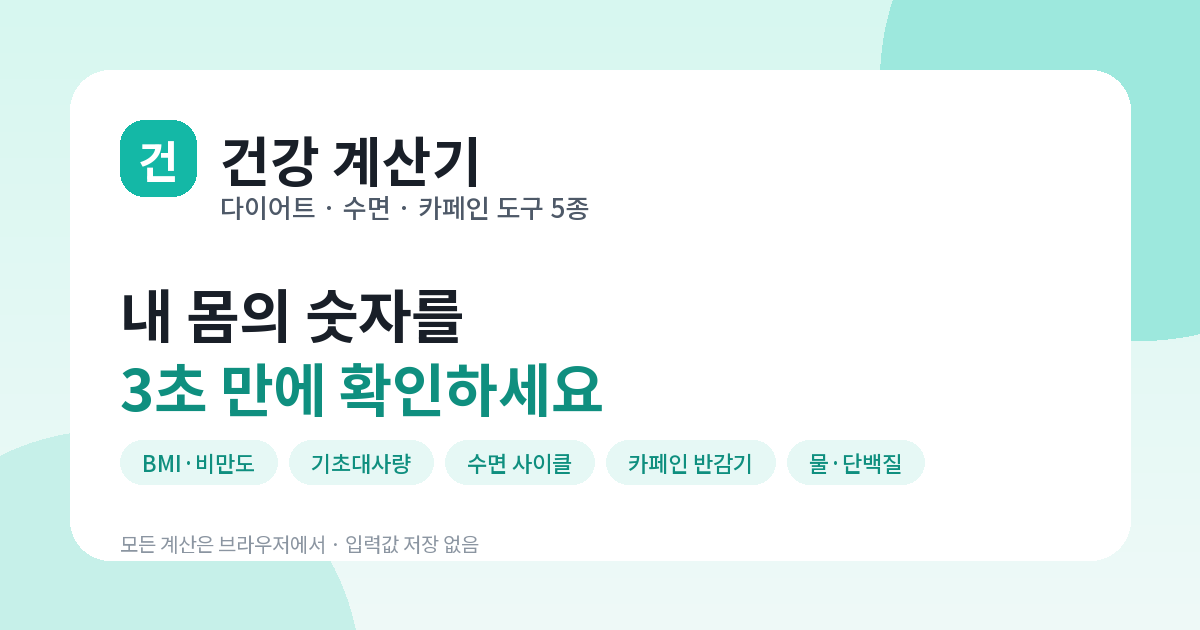 건
건강 계산기
다이어트 · 수면 · 카페인 도구 5종
내 몸의 숫자를
3초 만에 확인하세요
BMI·비만도 기초대사량 수면 사이클 카페인 반감기 물·단백질
모든 계산은 브라우저에서 · 입력값 저장 없음